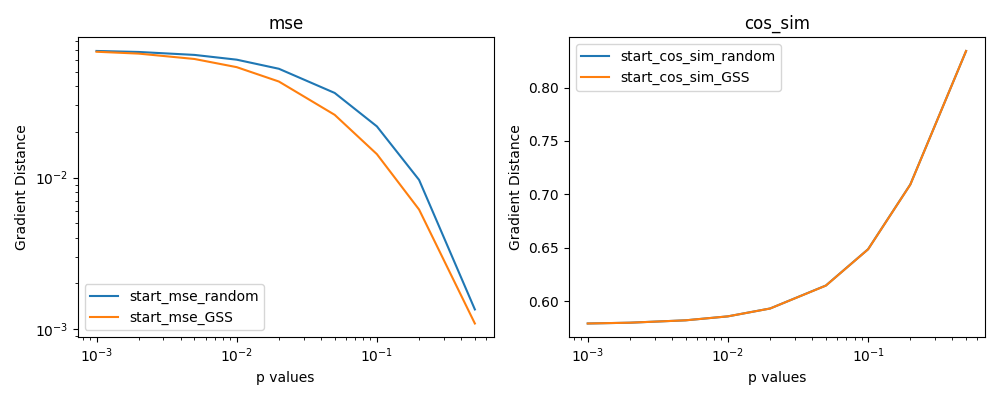 mse
Gradient Distance
10⁻²
10⁻³
start_mse_random
start_mse_GSS
10⁻³
10⁻²
10⁻¹
p values
cos_sim
start_cos_sim_random
start_cos_sim_GSS
Gradient Distance
0.80
0.75
0.70
0.65
0.60
10⁻³
10⁻²
10⁻¹
p values